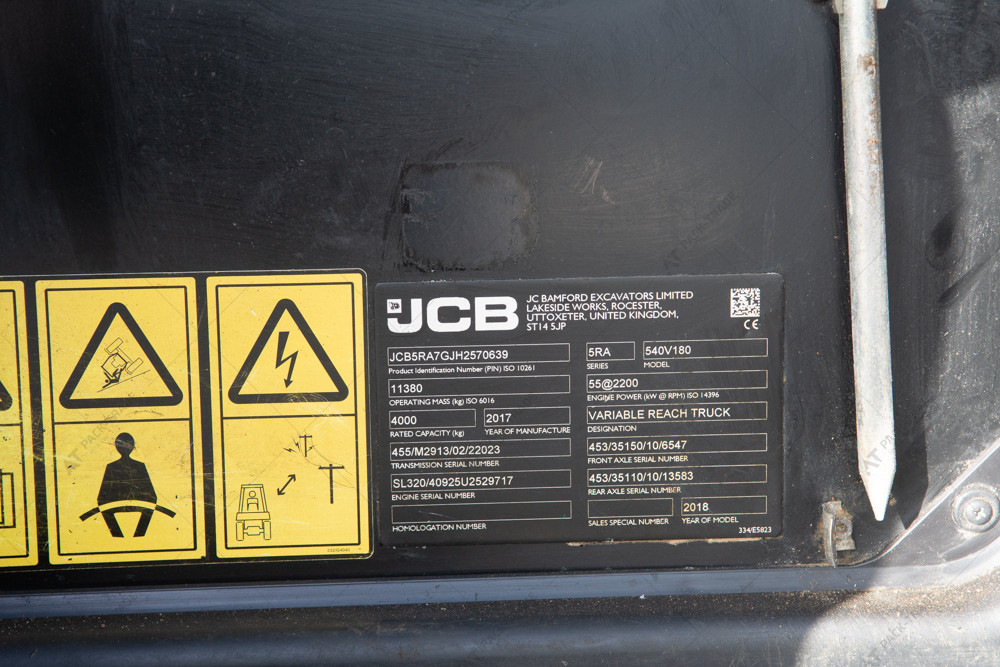 JCB
JC BAMFORD EXCAVATORS LIMITED
LAKESIDE WORKS, ROCESTER,
UTTOXETER, UNITED KINGDOM,
ST14 5JP
CE
JCB5RA7GJH2570639
Product Identification Number (PIN) ISO 10261
5RA
SERIES
540V180
MODEL
11380
OPERATING MASS (kg) ISO 6016
55@2200
ENGINE POWER (kW @ RPM) ISO 14396
4000
RATED CAPACITY (kg)
2017
YEAR OF MANUFACTURE
VARIABLE REACH TRUCK
DESIGNATION
455/M2913/02/22023
TRANSMISSION SERIAL NUMBER
453/35150/10/6547
FRONT AXLE SERIAL NUMBER
SL320/40925U2529717
ENGINE SERIAL NUMBER
453/35110/10/13583
REAR AXLE SERIAL NUMBER
HOMOLOGATION NUMBER
SALES SPECIAL NUMBER
2018
YEAR OF MODEL
334/E5823